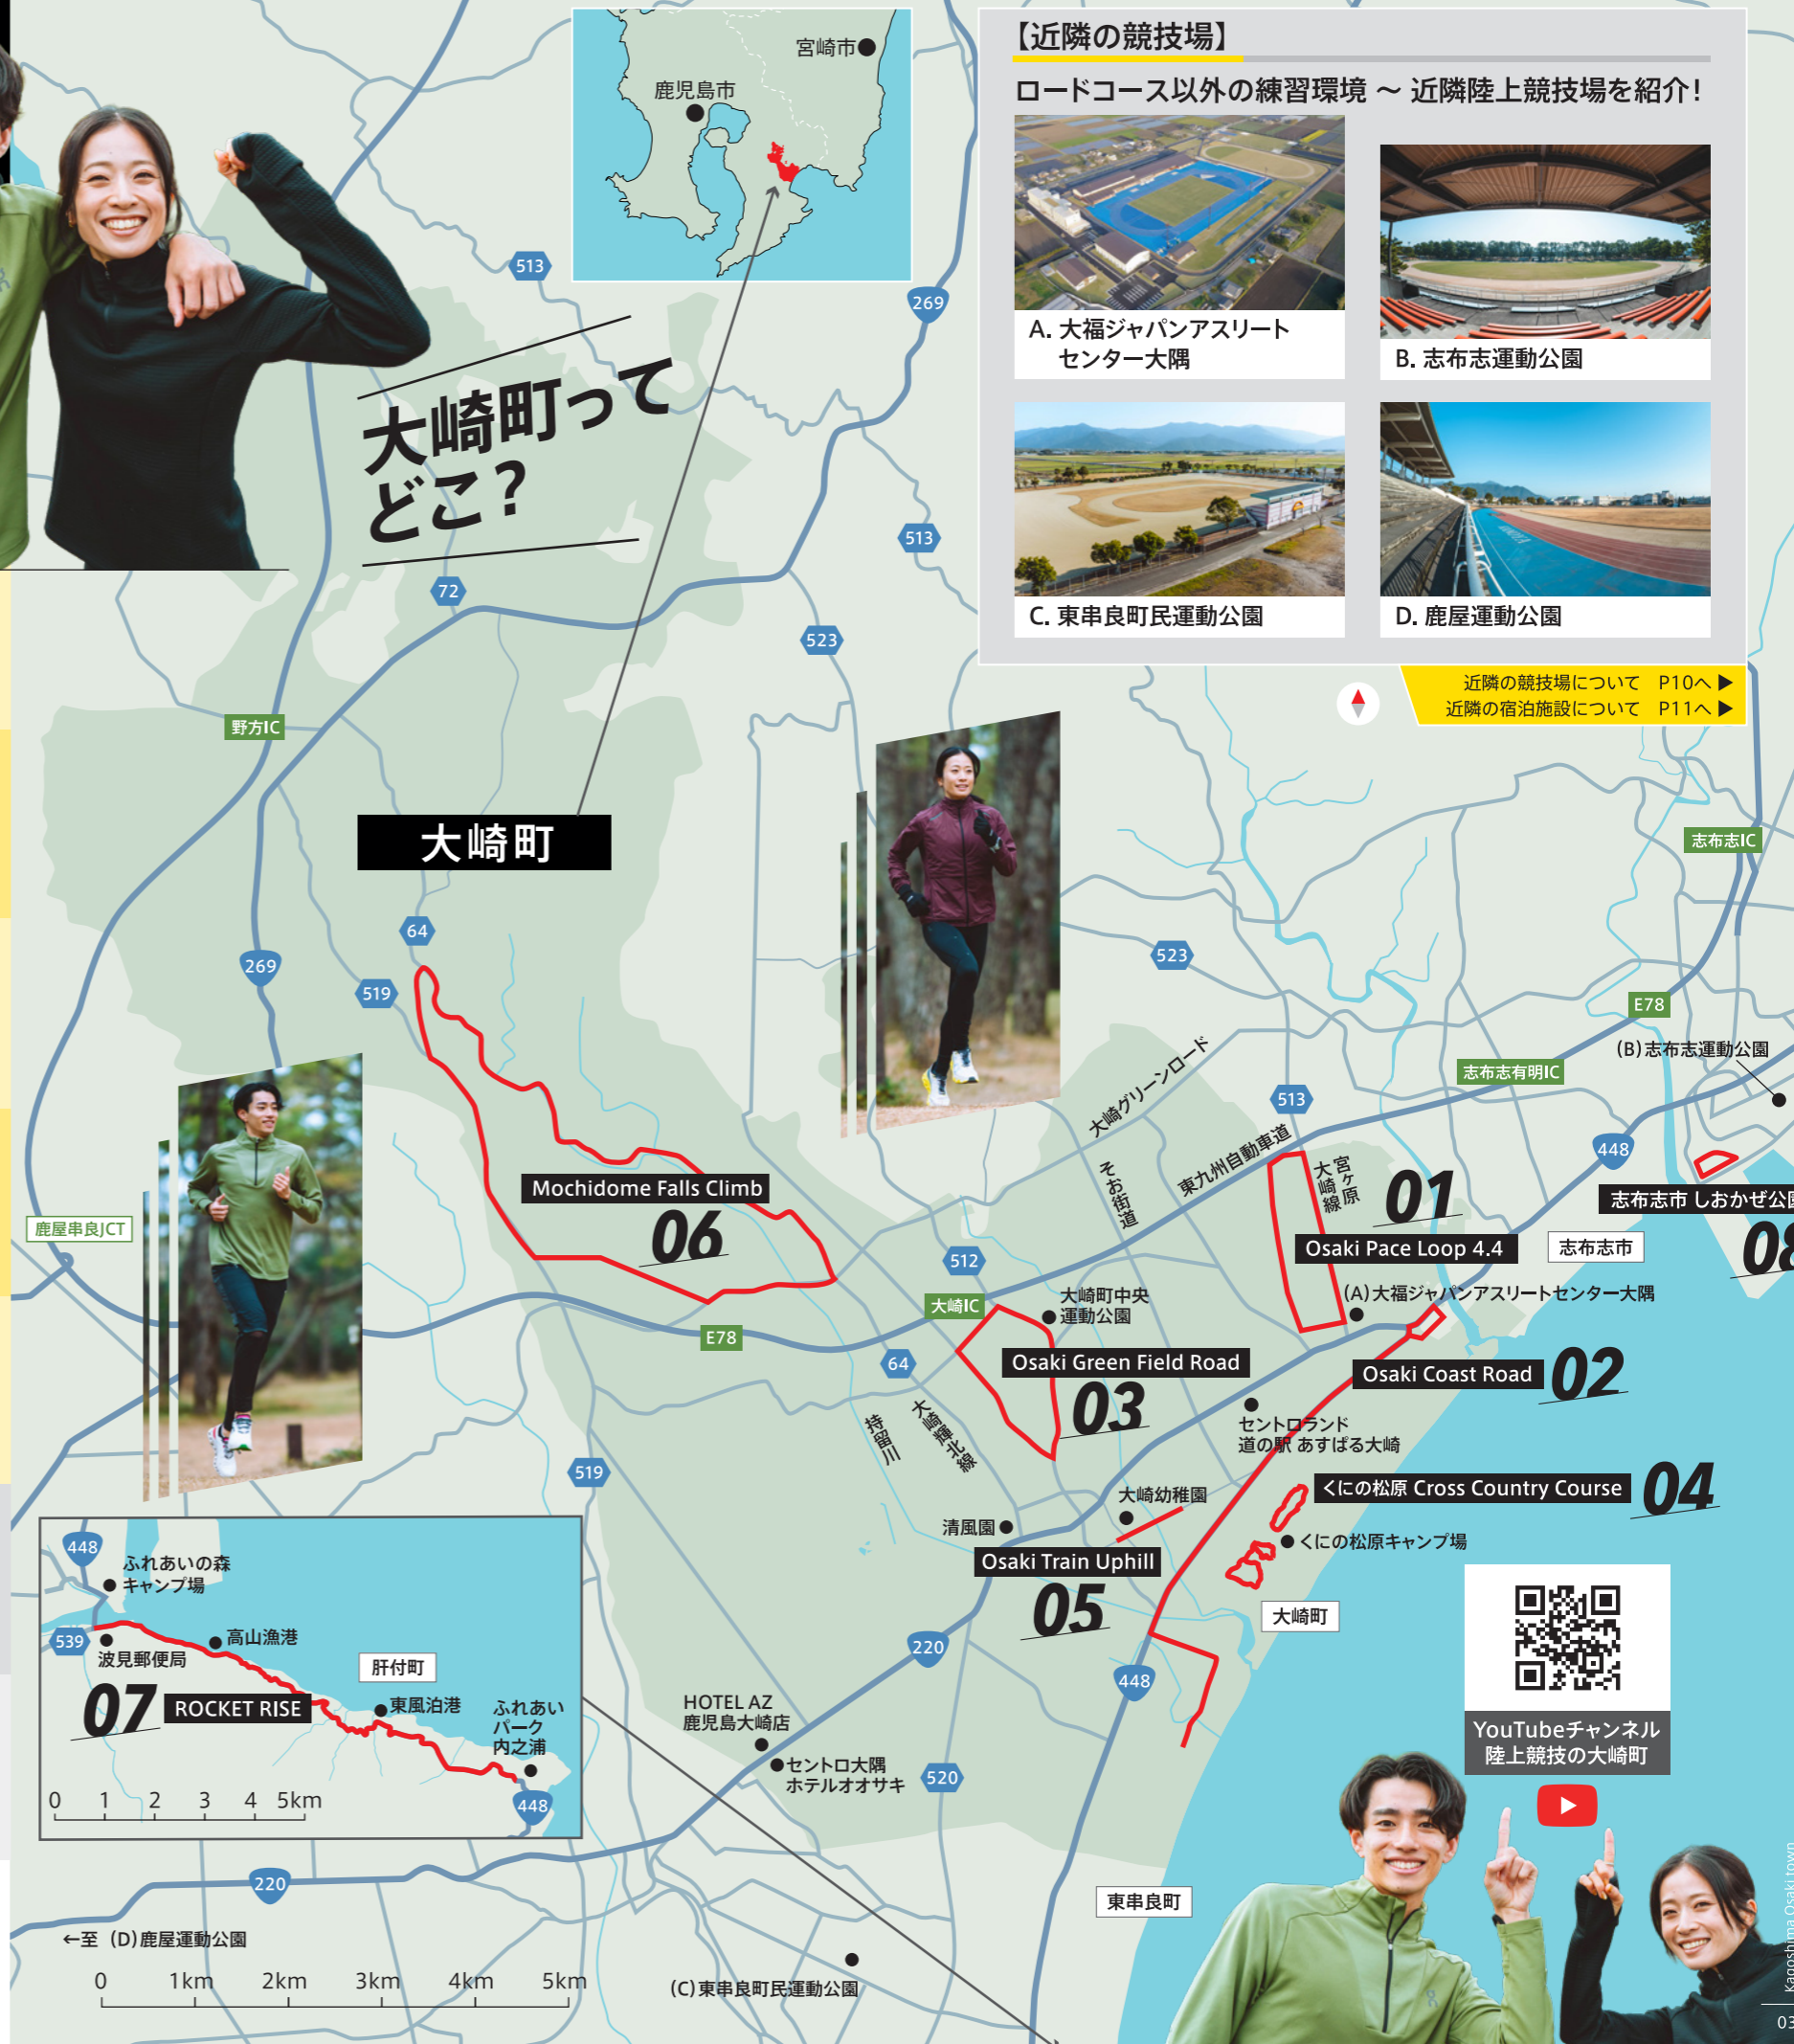 宮崎市
鹿児島市
【近隣の競技場】
ロードコース以外の練習環境 ～ 近隣陸上競技場を紹介!
A. 大福ジャパンアスリート
センター大隅
B. 志布志運動公園
C. 東串良町民運動公園
D. 鹿屋運動公園
近隣の競技場について P10へ ▶
近隣の宿泊施設について P11へ ▶
大崎町って
どこ?
513
269
513
72
523
野方IC
大崎町
志布志IC
64
269
519
523
E78
(B)志布志運動公園
志布志有明IC
大崎グリーンロード
513
448
東九州自動車道
そお街道
宮ヶ原
大崎線
01
Osaki Pace Loop 4.4
志布志市 しおかぜ公園
08
志布志市
Mochidome Falls Climb
06
鹿屋串良JCT
512
大崎IC
大崎町中央
運動公園
(A)大福ジャパンアスリートセンター大隅
E78
64
Osaki Green Field Road
03
Osaki Coast Road
02
持留川
大崎輝北線
セントロランド
道の駅 あすぱる大崎
519
くにの松原 Cross Country Course
04
大崎幼稚園
清風園
くにの松原キャンプ場
Osaki Train Uphill
05
大崎町
448
ふれあいの森
キャンプ場
539
波見郵便局
高山漁港
肝付町
07
ROCKET RISE
東風泊港
ふれあい
パーク
内之浦
448
0 1 2 3 4 5km
220
448
HOTEL AZ
鹿児島大崎店
セントロ大隅
ホテルオオサキ
520
YouTubeチャンネル
陸上競技の大崎町
220
東串良町
←至 (D)鹿屋運動公園
0 1km 2km 3km 4km 5km
(C)東串良町民運動公園
Kagoshima Osaki town
03